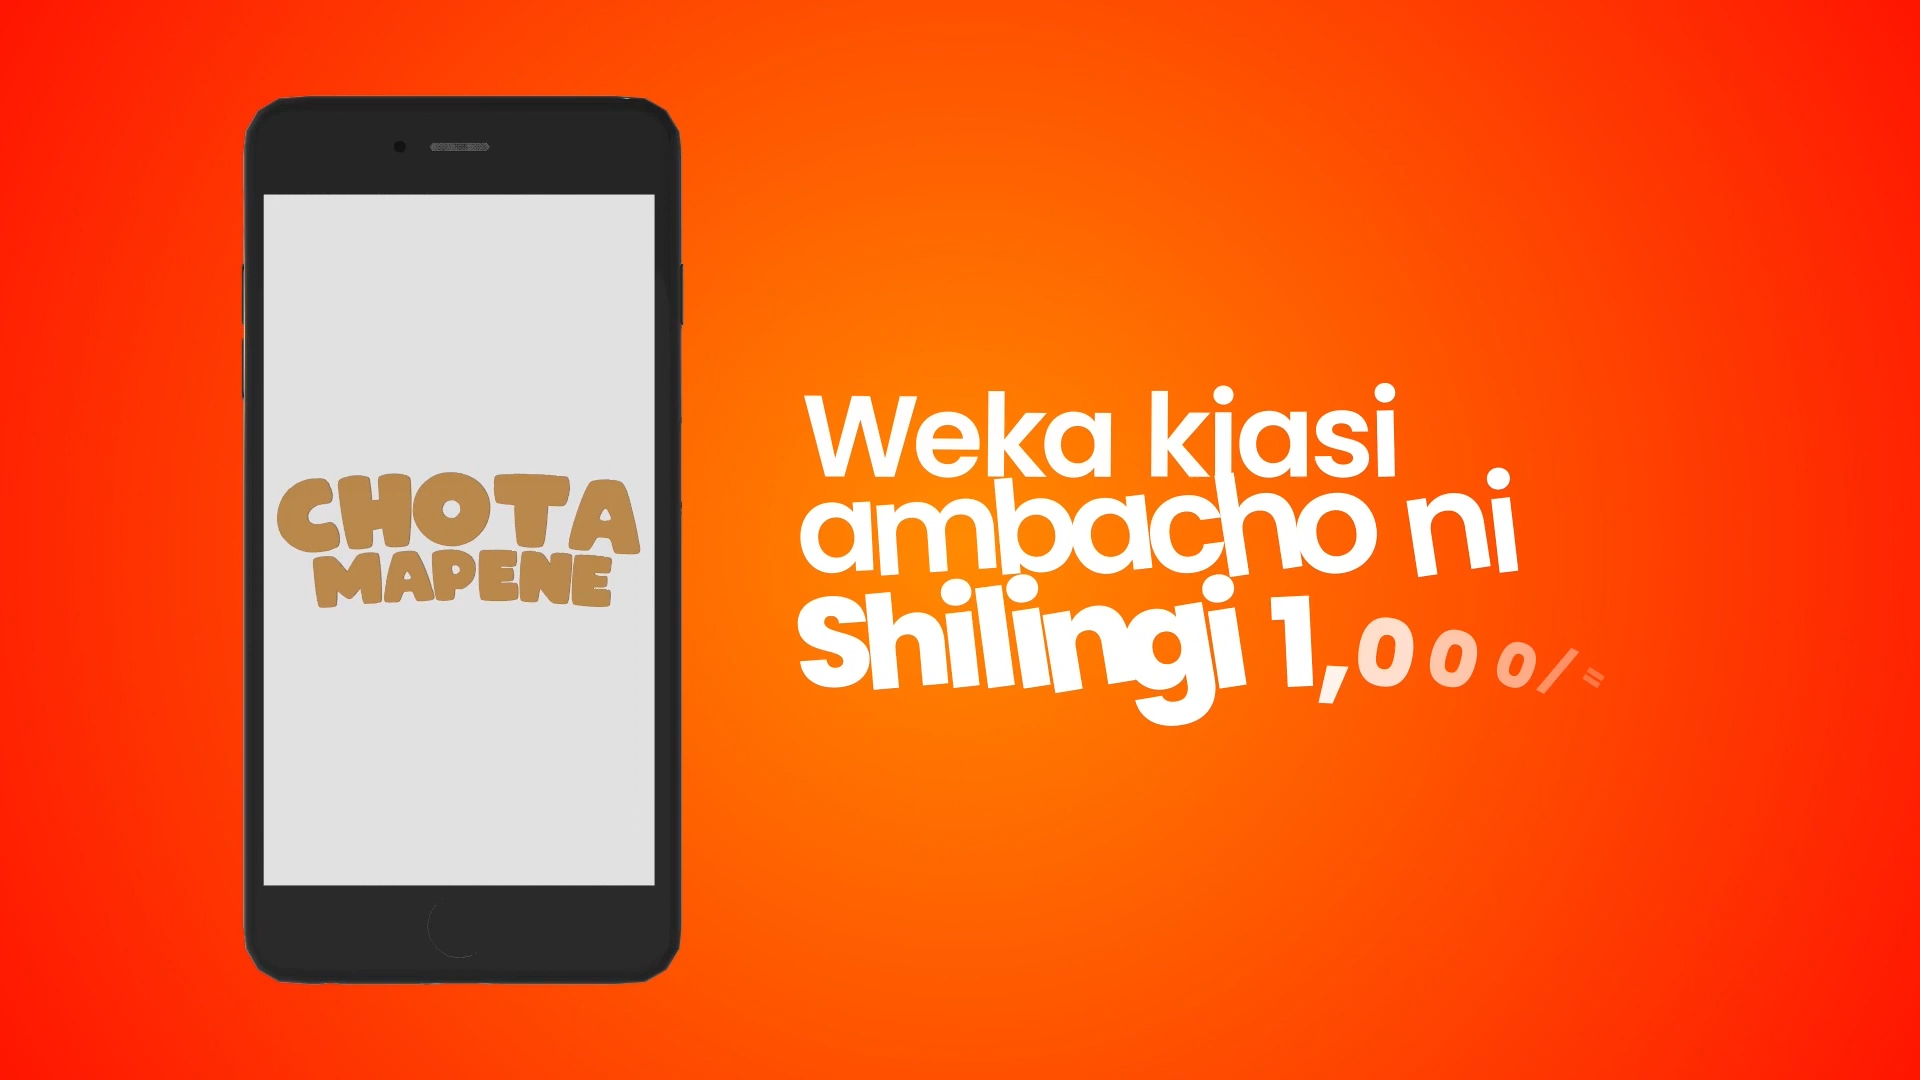 CHOTA
MAPENE
Weka kiasi
ambacho ni
Shilingi 1,000/=